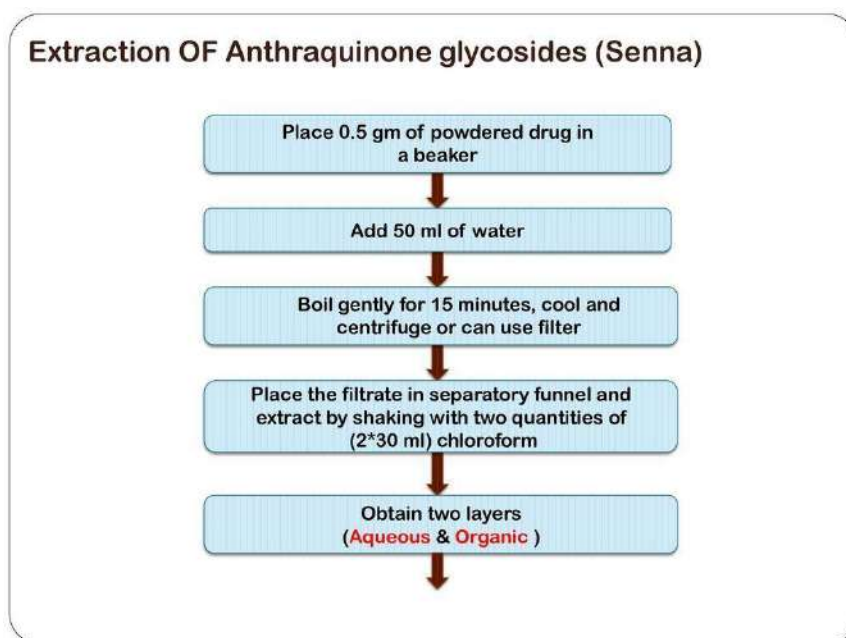 Extraction OF Anthraquinone glycosides (Senna)
Place 0.5 gm of powdered drug in
a beaker
Add 50 ml of water
Boil gently for 15 minutes, cool and
centrifuge or can use filter
Place the filtrate in separatory funnel and
extract by shaking with two quantities of
(2*30 ml) chloroform
Obtain two layers
(Aqueous & Organic )